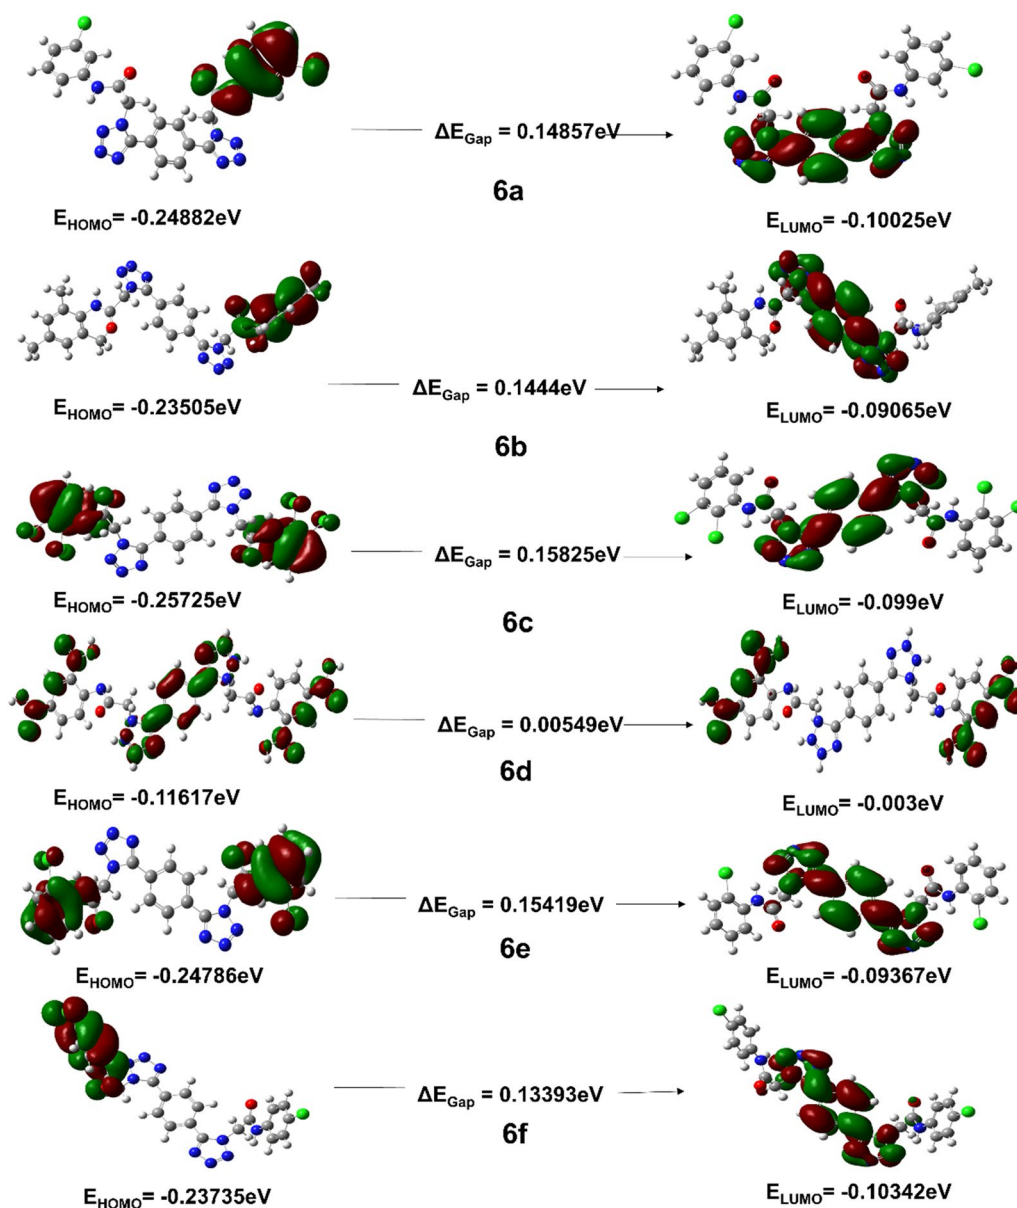 ΔE_Gap = 0.14857eV
6a
E_HOMO= -0.24882eV
E_LUMO= -0.10025eV
ΔE_Gap = 0.1444eV
E_HOMO= -0.23505eV
E_LUMO= -0.09065eV
6b
ΔE_Gap = 0.15825eV
E_HOMO= -0.25725eV
E_LUMO= -0.099eV
6c
ΔE_Gap = 0.00549eV
6d
E_HOMO= -0.11617eV
E_LUMO= -0.003eV
ΔE_Gap = 0.15419eV
6e
E_HOMO= -0.24786eV
E_LUMO= -0.09367eV
ΔE_Gap = 0.13393eV
6f
E_HOMO= -0.23735eV
E_LUMO= -0.10342eV